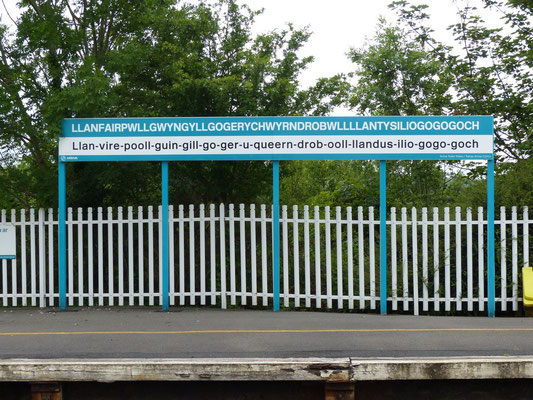 LLANFAIRPWLLGWYNGYLLGOGERYCHWYRNDROBWLLLLANTYSILIOGOGOGOCH
Llan-vire-pooll-guin-gill-go-ger-u-queern-drob-ooll-llandus-ilio-gogo-goch